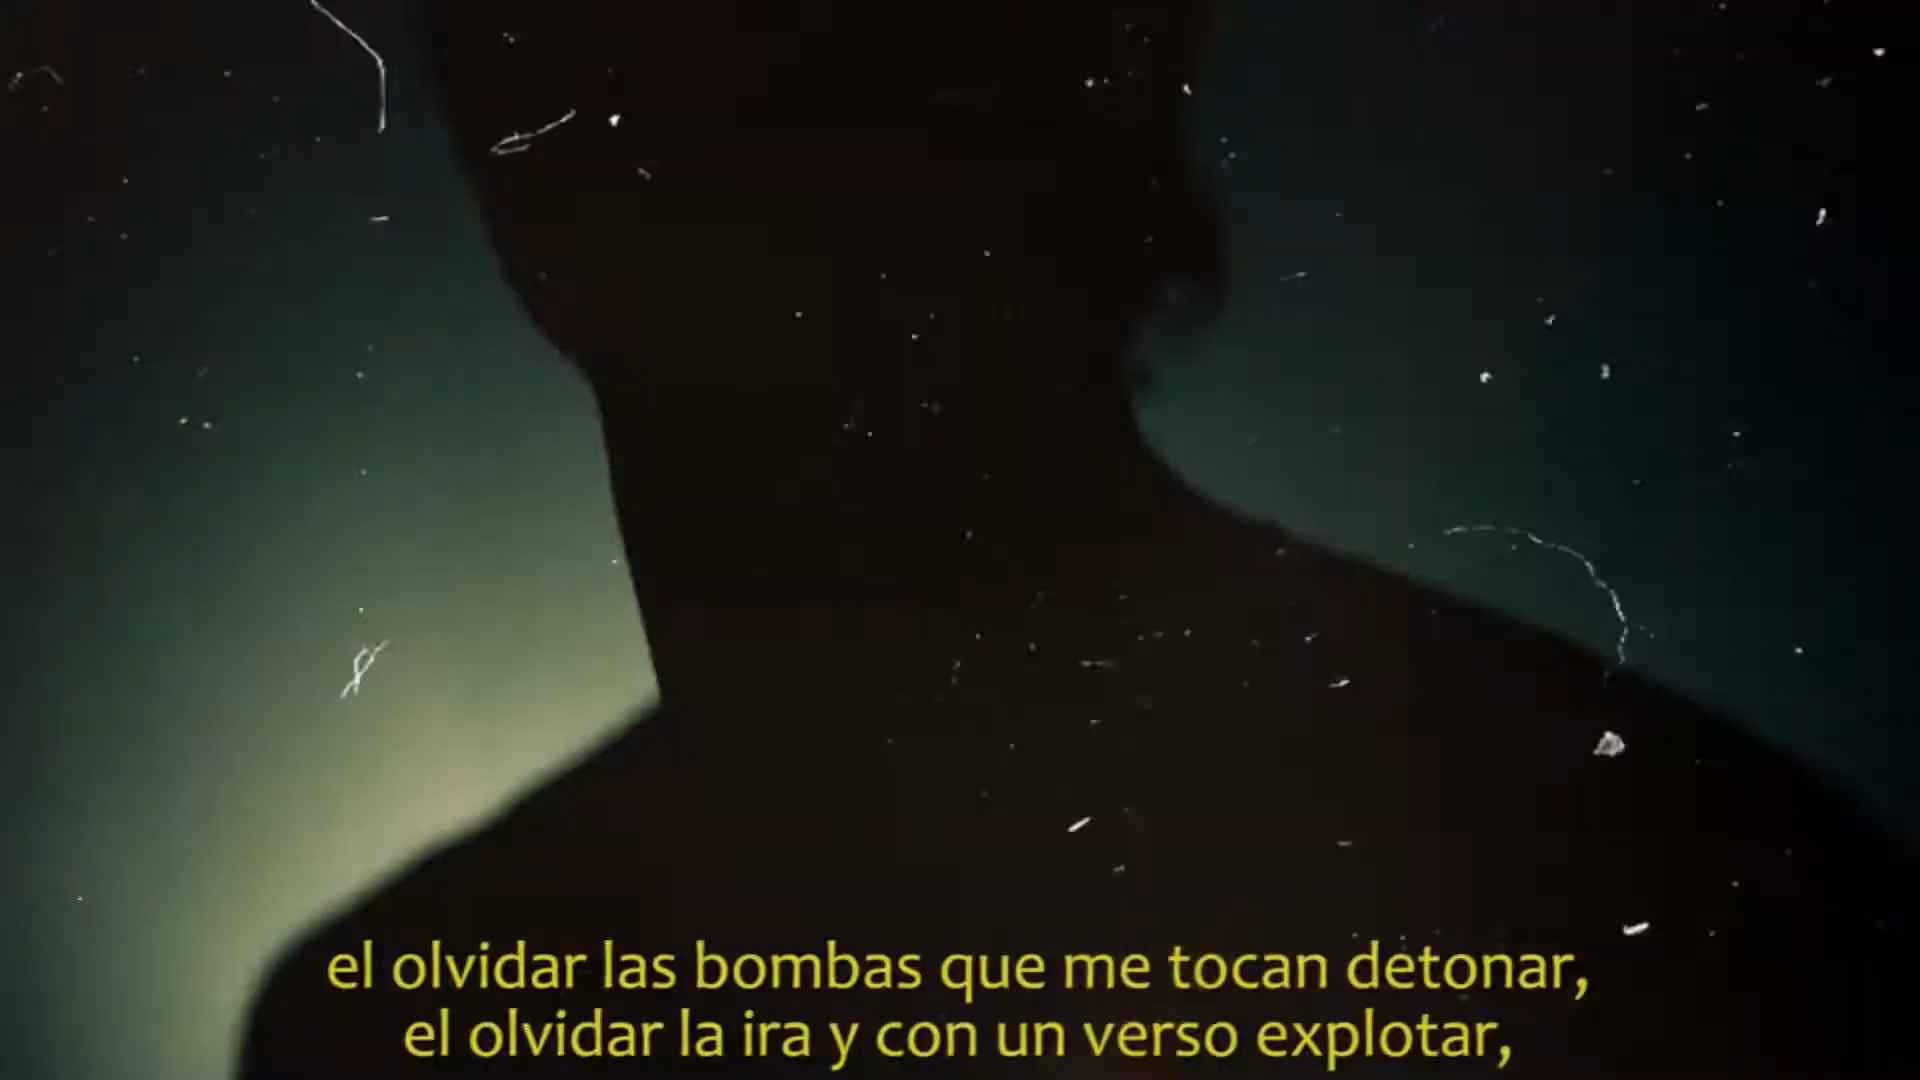 el olvidar las bombas que me tocan detonar,
el olvidar la ira y con un verso explotar,